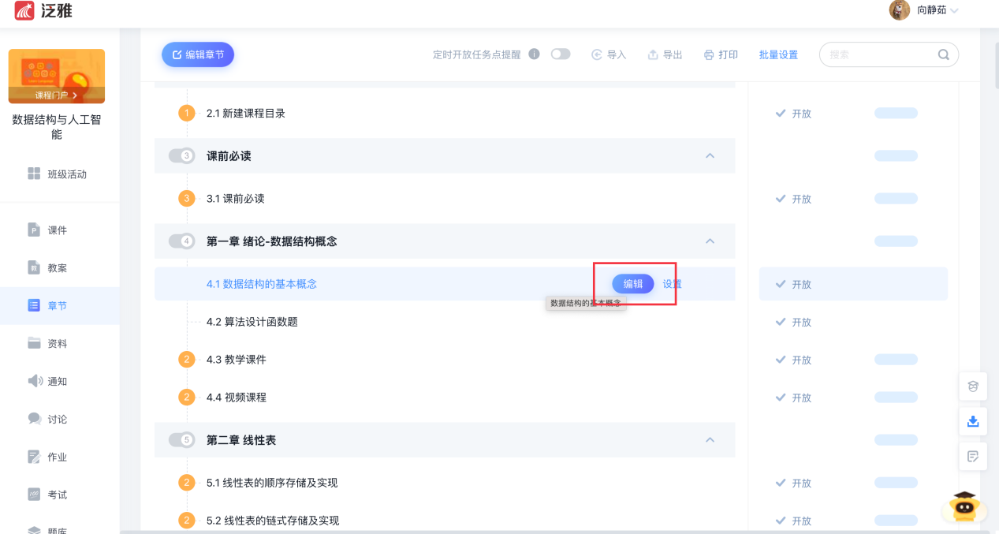 泛雅
向静茹
编辑章节
定时开放任务点提醒
导入
导出
打印
批量设置
搜索
课程门户
数据结构与人工智
能
班级活动
课件
教案
章节
资料
通知
讨论
作业
考试
题库
1 2.1 新建课程目录 开放
3 课前必读
3 3.1 课前必读 开放
4 第一章 绪论-数据结构概念
4.1 数据结构的基本概念 编辑 设置 开放
数据结构的基本概念
4.2 算法设计函数题 开放
2 4.3 教学课件 开放
2 4.4 视频课程 开放
5 第二章 线性表
2 5.1 线性表的顺序存储及实现 开放
2 5.2 线性表的链式存储及实现 开放